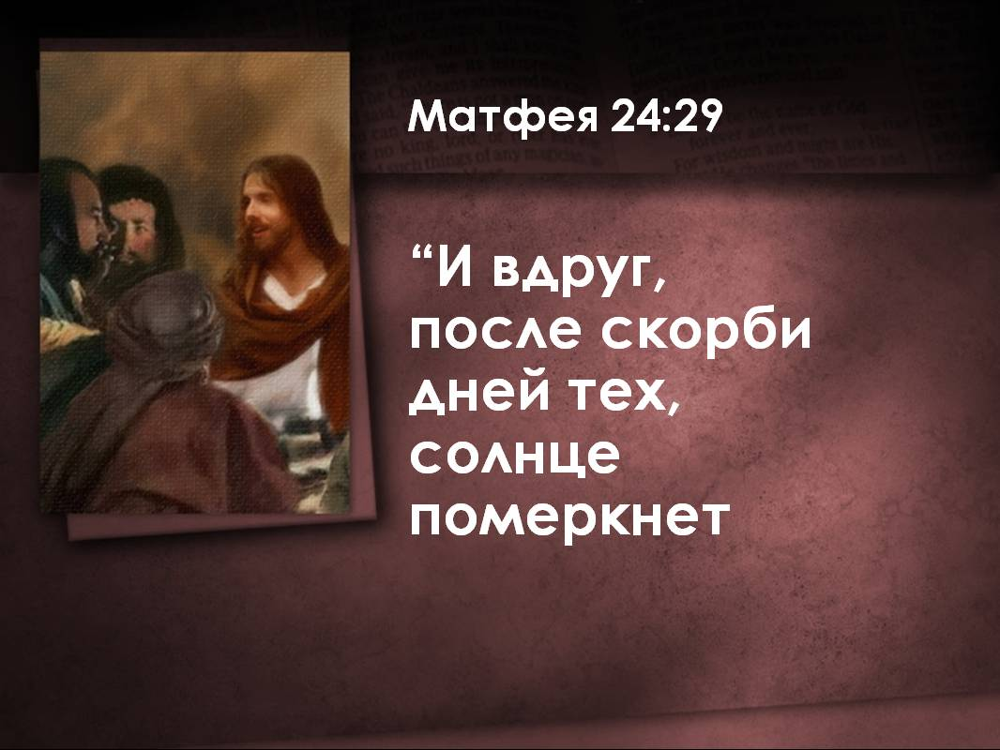 Матфея 24:29
“И вдруг,
после скорби
дней тех,
солнце
померкнет